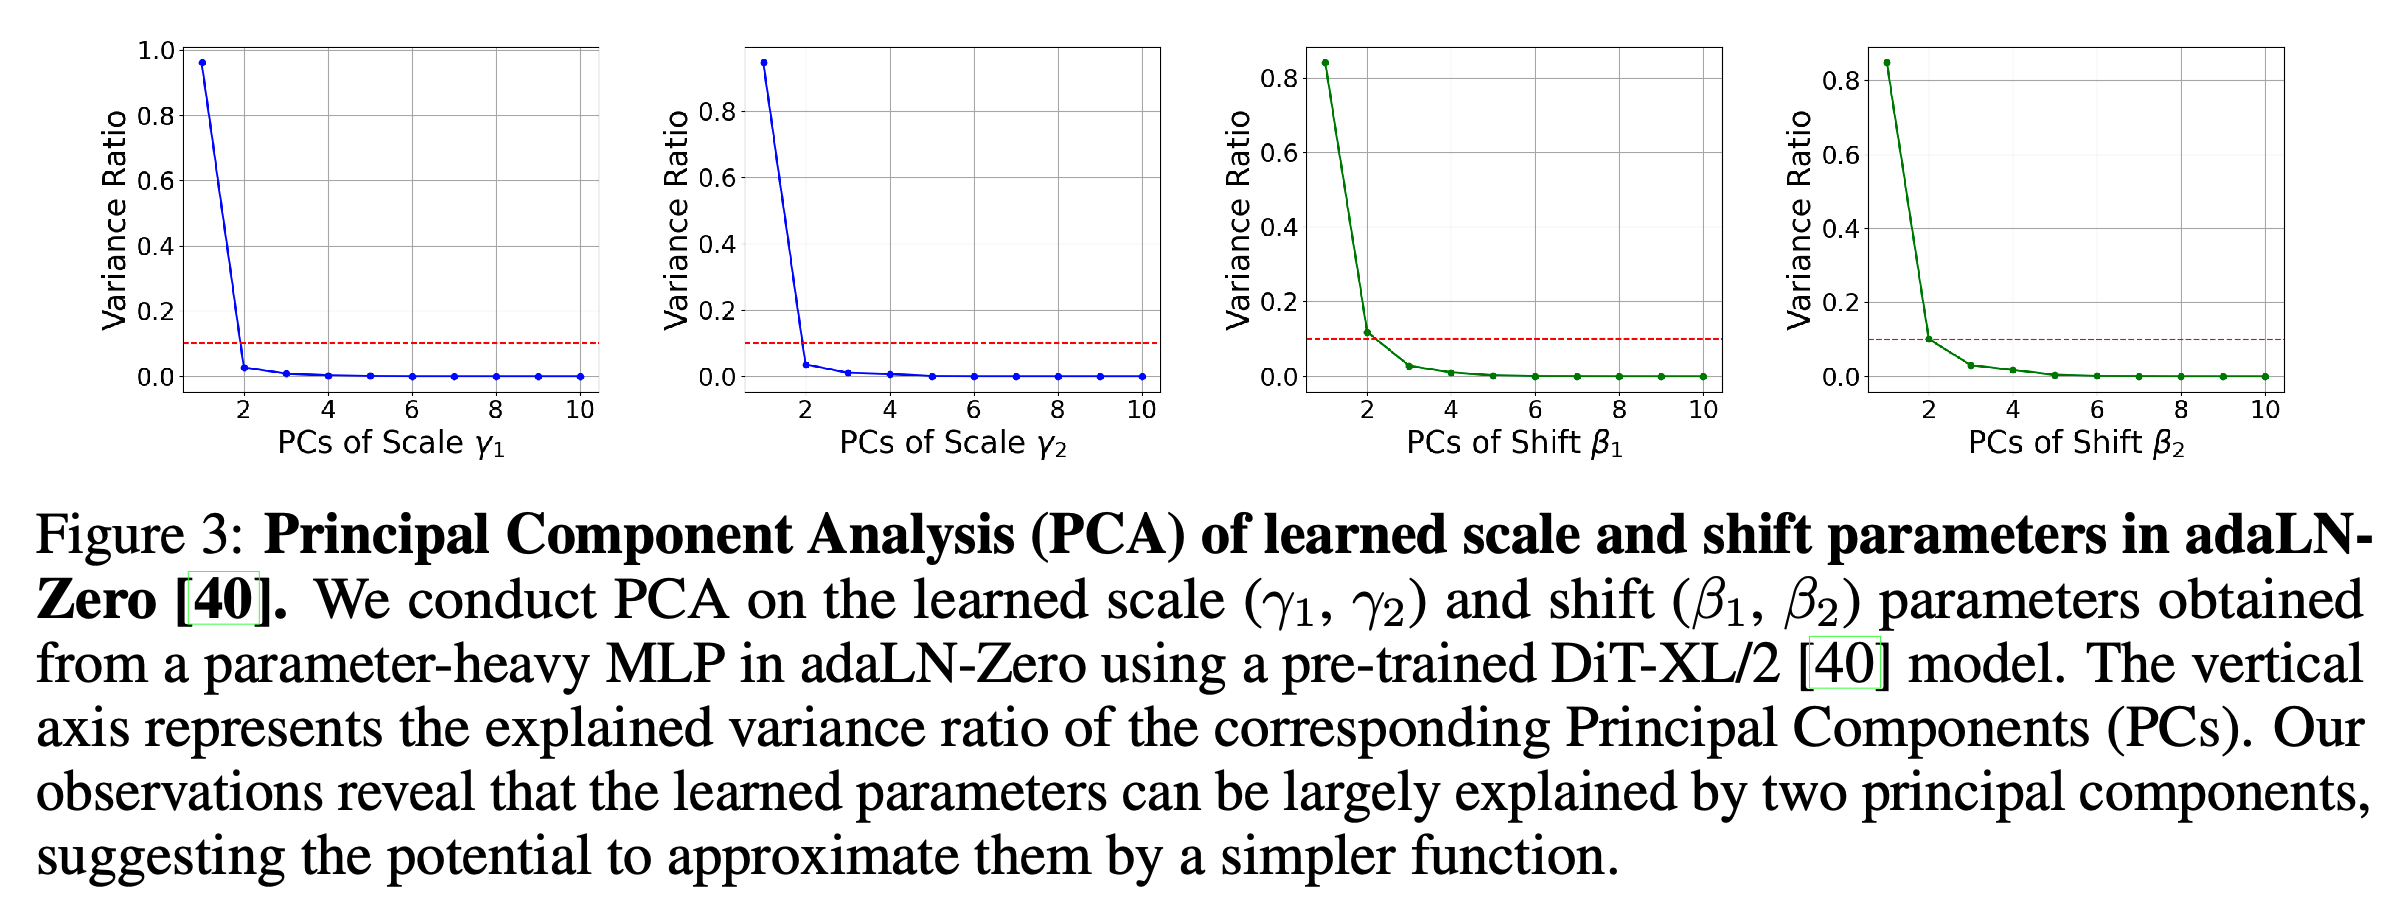 1.0
0.8
0.6
0.4
0.2
0.0
Variance Ratio
2 4 6 8 10
PCs of Scale γ₁
0.8
0.6
0.4
0.2
0.0
Variance Ratio
2 4 6 8 10
PCs of Scale γ₂
0.8
0.6
0.4
0.2
0.0
Variance Ratio
2 4 6 8 10
PCs of Shift β₁
0.8
0.6
0.4
0.2
0.0
Variance Ratio
2 4 6 8 10
PCs of Shift β₂
Figure 3: Principal Component Analysis (PCA) of learned scale and shift parameters in adaLN-
Zero [40]. We conduct PCA on the learned scale (γ₁, γ₂) and shift (β₁, β₂) parameters obtained
from a parameter-heavy MLP in adaLN-Zero using a pre-trained DiT-XL/2 [40] model. The vertical
axis represents the explained variance ratio of the corresponding Principal Components (PCs). Our
observations reveal that the learned parameters can be largely explained by two principal components,
suggesting the potential to approximate them by a simpler function.